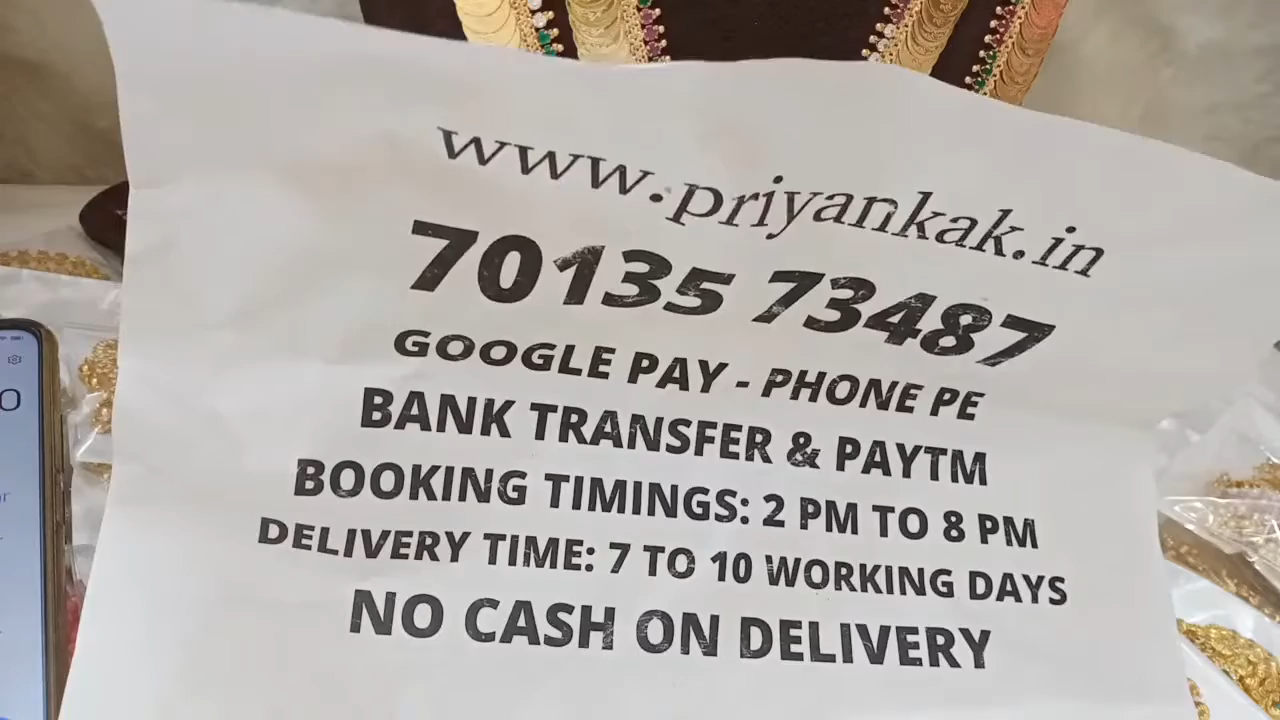 www.priyankak.in
70135 73487
GOOGLE PAY - PHONE PE
BANK TRANSFER & PAYTM
BOOKING TIMINGS: 2 PM TO 8 PM
DELIVERY TIME: 7 TO 10 WORKING DAYS
NO CASH ON DELIVERY